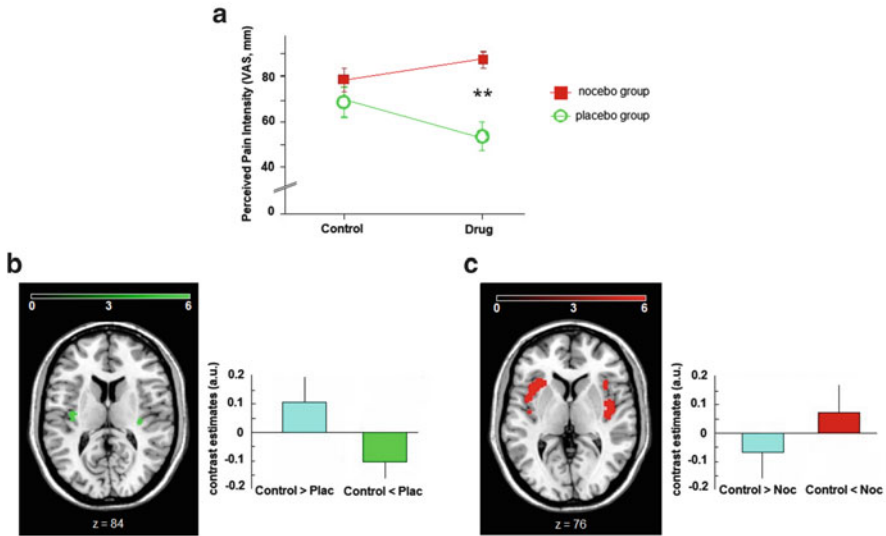 a
Perceived Pain Intensity (VAS, mm)
80
60
40
0
Control
Drug
**
nocebo group
placebo group
b
0 3 6
z = 84
contrast estimates (a.u.)
0.2
0.1
0
-0.1
-0.2
Control > Plac Control < Plac
c
0 3 6
z = 76
contrast estimates (a.u.)
0.2
0.1
0
-0.1
-0.2
Control > Noc Control < Noc